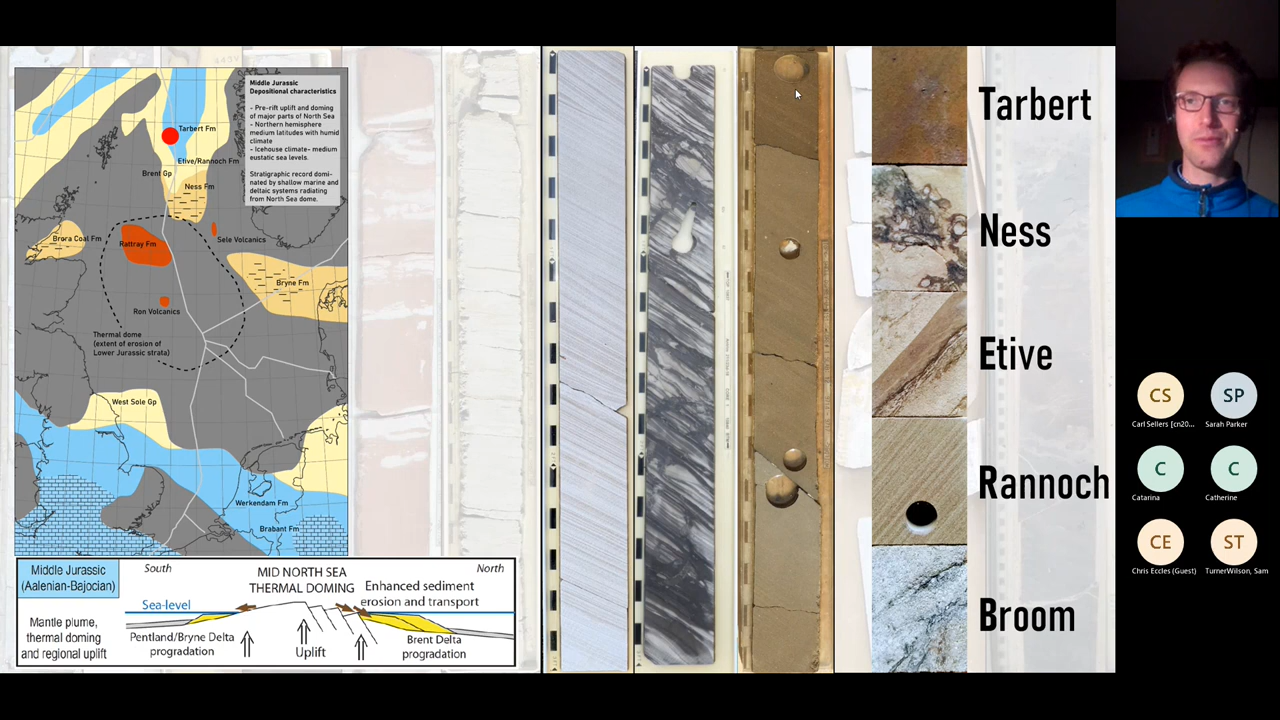 Middle Jurassic
Depositional characteristics
- Pre-rift uplift and doming
of major parts of North Sea
- Northern hemisphere
medium latitudes with humid
climate
- Icehouse climate- medium
eustatic sea levels.
Stratigraphic record domi-
nated by shallow marine and
deltaic systems radiating
from North Sea dome.
Tarbert Fm
Etive/Rannoch Fm
Brent Gp
Ness Fm
Brora Coal Fm
Rattray Fm
Sele Volcanics
Bryne Fm
Ron Volcanics
Thermal dome
(extent of erosion of
Lower Jurassic strata)
West Sole Gp
Werkendam Fm
Brabant Fm
Middle Jurassic
(Aalenian-Bajocian)
Mantle plume,
thermal doming
and regional uplift
South
MID NORTH SEA
THERMAL DOMING
North
Enhanced sediment
erosion and transport
Sea-level
Pentland/Bryne Delta
progradation
Uplift
Brent Delta
progradation
Tarbert
Ness
Etive
Rannoch
Broom
CS
SP
Carl Sellers [cn20...
Sarah Parker
C
C
Catarina
Catherine
CE
ST
Chris Eccles (Guest)
TurnerWilson, Sam